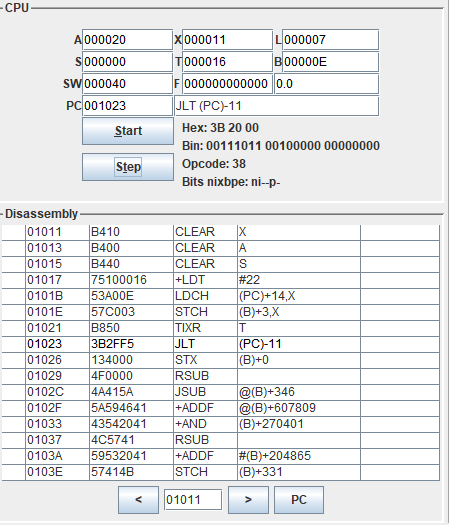 CPU
A 000020 X 000011 L 000007
S 000000 T 000016 B 00000E
SW 000040 F 000000000000 0.0
PC 001023 JLT (PC)-11
Start Hex: 3B 20 00
Bin: 00111011 00100000 00000000
Step Opcode: 38
Bits nixbpe: ni--p-
Disassembly
01011 B410 CLEAR X
01013 B400 CLEAR A
01015 B440 CLEAR S
01017 75100016 +LDT #22
0101B 53A00E LDCH (PC)+14,X
0101E 57C003 STCH (B)+3,X
01021 B850 TIXR T
01023 3B2FF5 JLT (PC)-11
01026 134000 STX (B)+0
01029 4F0000 RSUB
0102C 4A415A JSUB @(B)+346
0102F 5A594641 +ADDF @(B)+607809
01033 43542041 +AND (B)+270401
01037 4C5741 RSUB
0103A 59532041 +ADDF #(B)+204865
0103E 57414B STCH (B)+331
< 01011 > PC